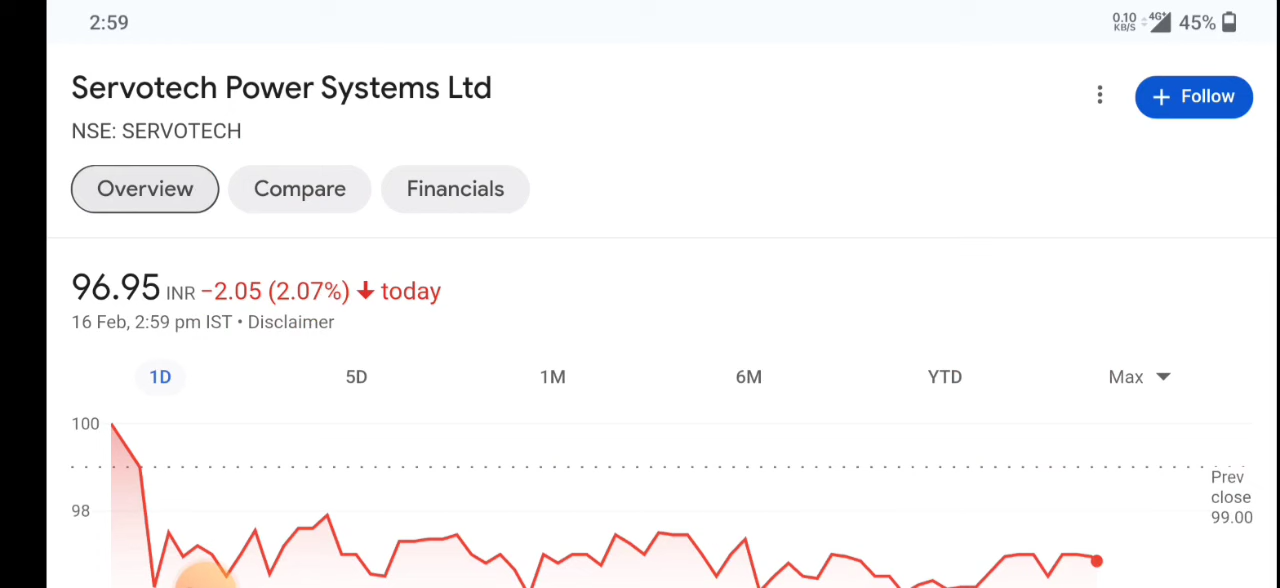 2:59
0.10 KB/S 4G+ 45%
Servotech Power Systems Ltd
+ Follow
NSE: SERVOTECH
Overview Compare Financials
96.95 INR −2.05 (2.07%) ↓ today
16 Feb, 2:59 pm IST • Disclaimer
1D 5D 1M 6M YTD Max
100
Prev
close
99.00
98